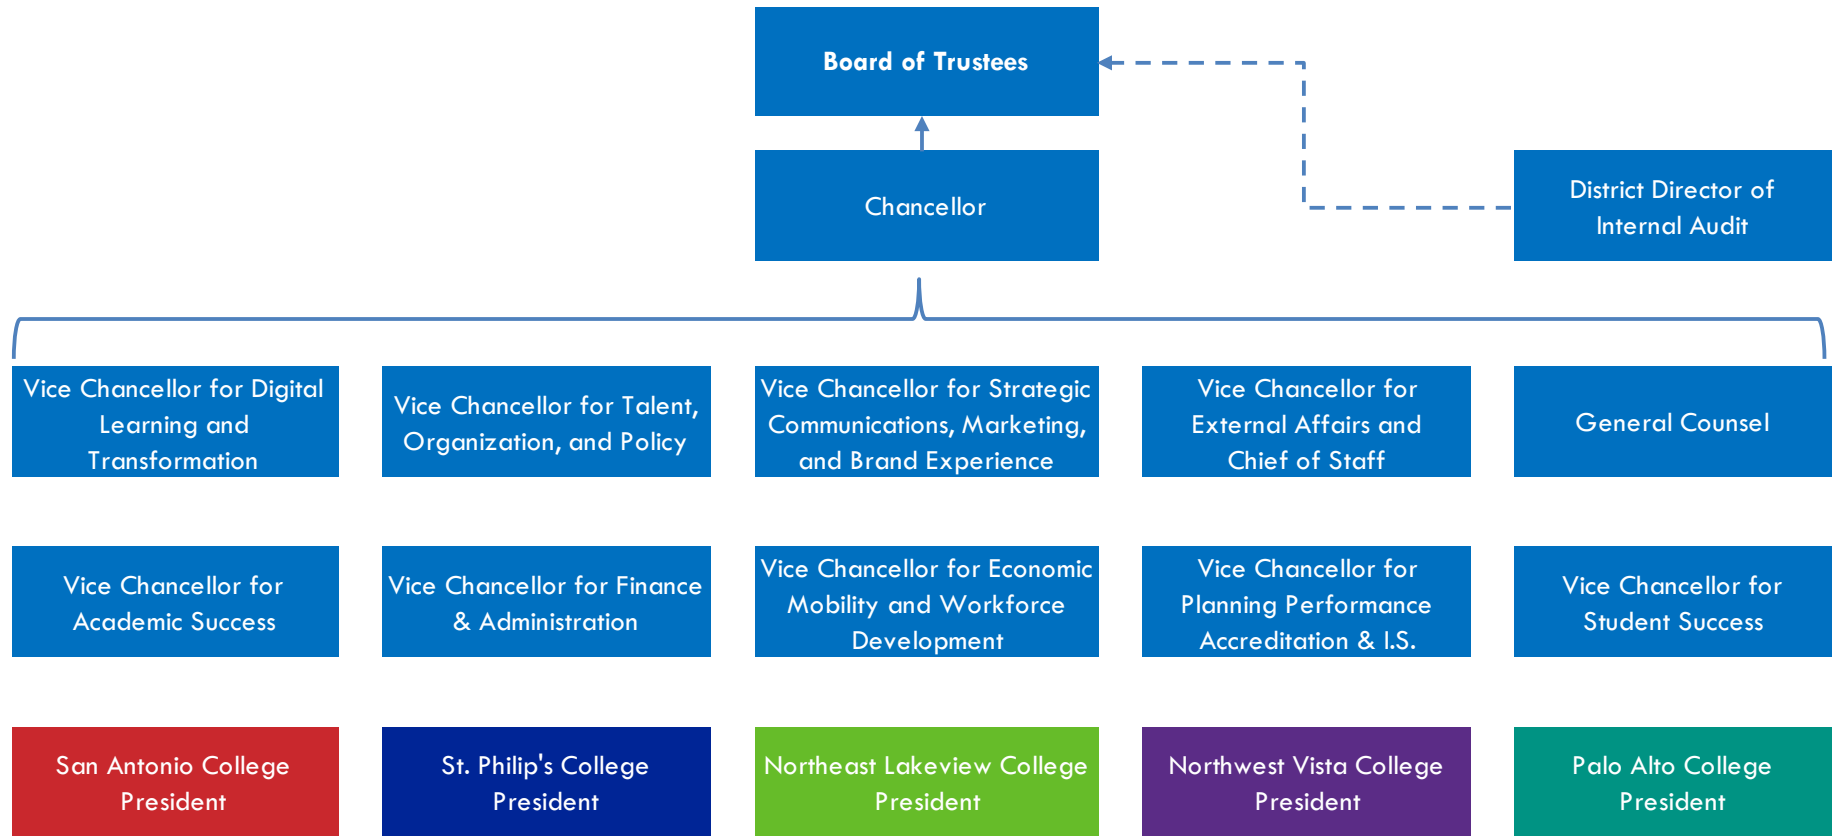 Board of Trustees
Chancellor
District Director of
Internal Audit
Vice Chancellor for Digital
Learning and
Transformation
Vice Chancellor for Talent,
Organization, and Policy
Vice Chancellor for Strategic
Communications, Marketing,
and Brand Experience
Vice Chancellor for
External Affairs and
Chief of Staff
General Counsel
Vice Chancellor for
Academic Success
Vice Chancellor for Finance
& Administration
Vice Chancellor for Economic
Mobility and Workforce
Development
Vice Chancellor for
Planning Performance
Accreditation & I.S.
Vice Chancellor for
Student Success
San Antonio College
President
St. Philip's College
President
Northeast Lakeview College
President
Northwest Vista College
President
Palo Alto College
President